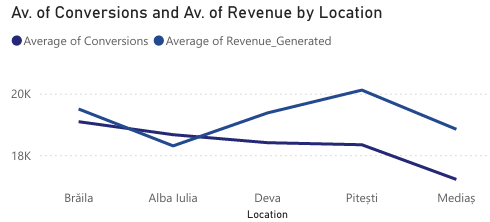 Av. of Conversions and Av. of Revenue by Location
Average of Conversions Average of Revenue_Generated
20K
18K
Brăila Alba Iulia Deva Pitești Mediaș
Location